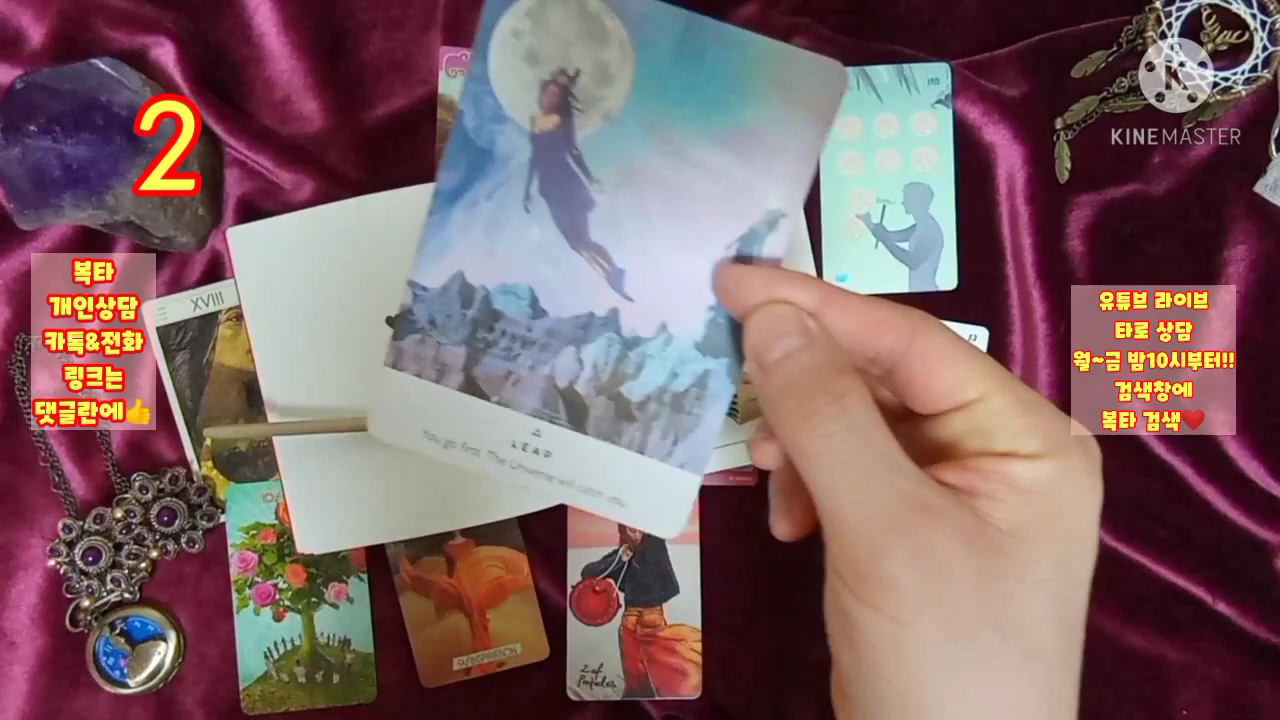 2
복타
개인상담
카톡&전화
링크는
댓글란에👍
XVIII
LEAP
You go first. The Universe will catch you.
INSPIRATION
2 of
Pentacles
KINEMASTER
유튜브 라이브
타로 상담
월~금 밤10시부터!!
검색창에
복타 검색❤️